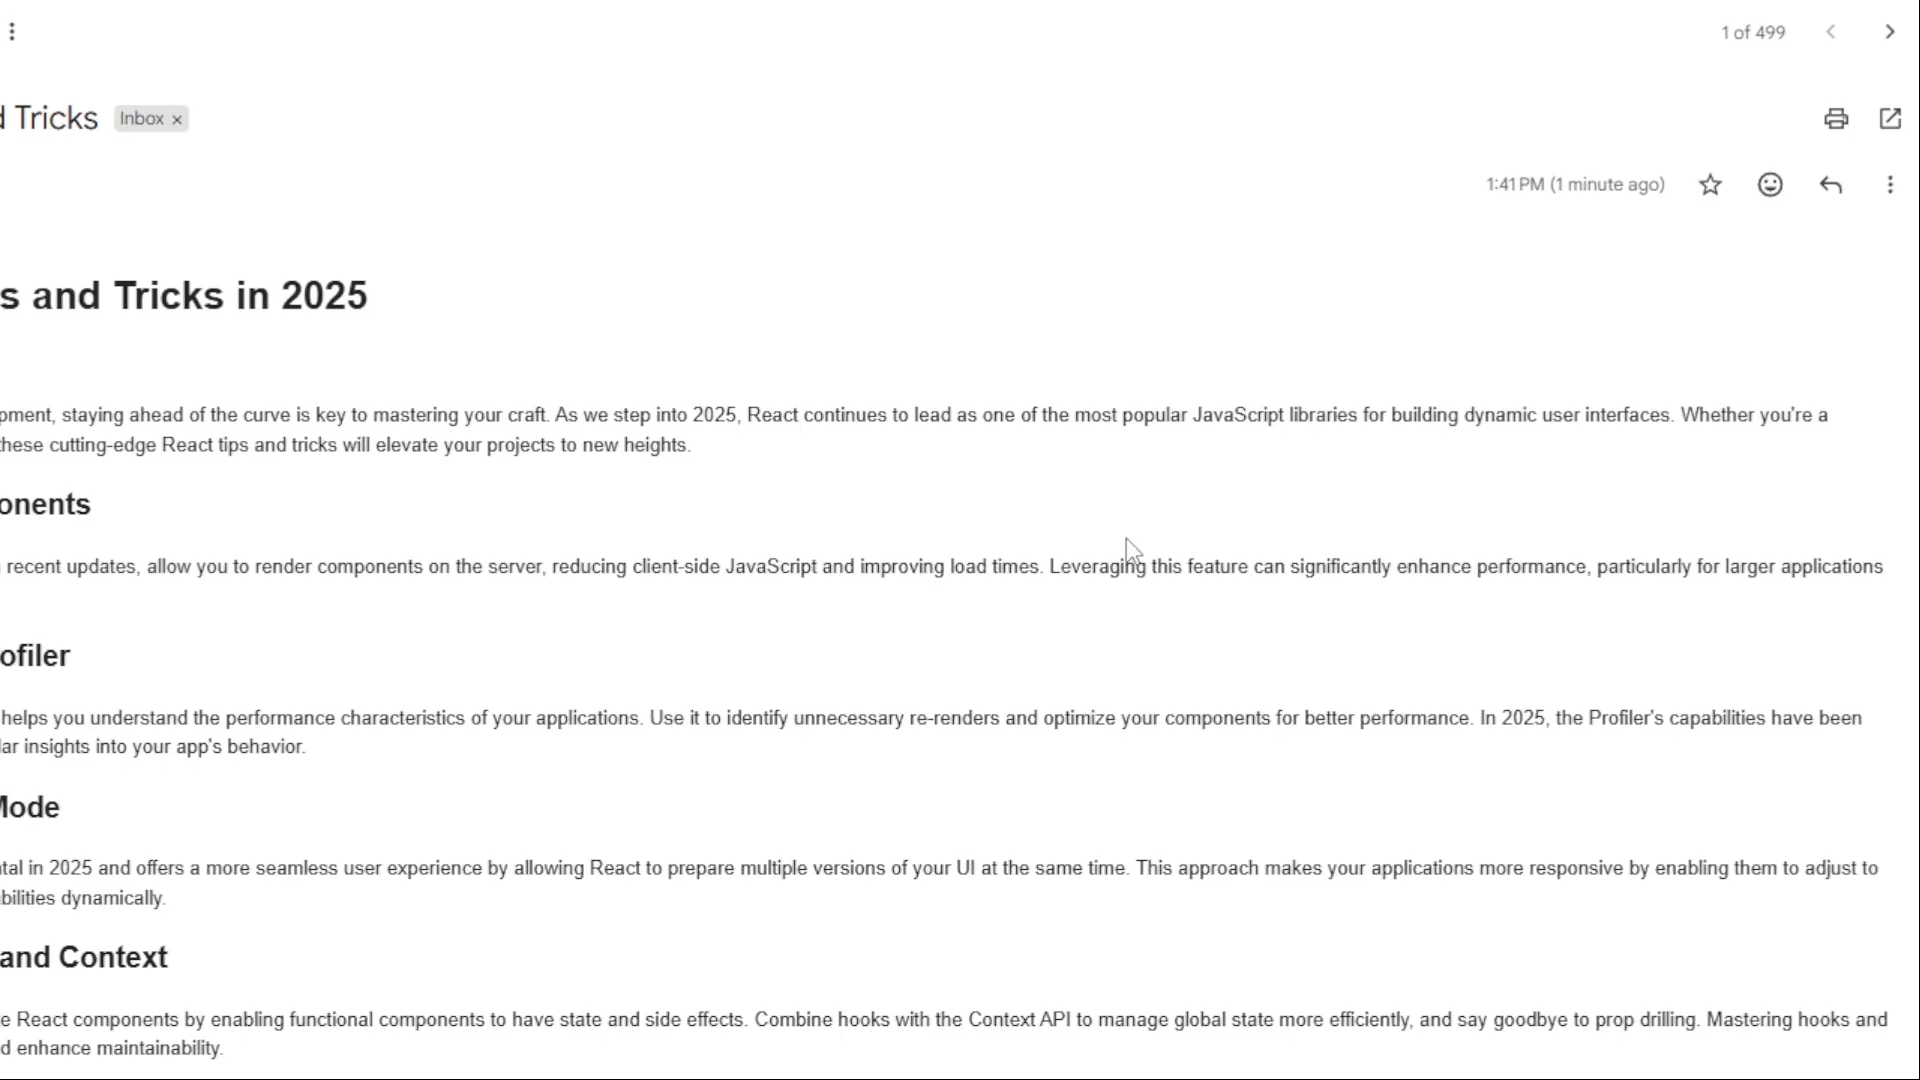 1 of 499
Tricks
Inbox ×
1:41 PM (1 minute ago)
s and Tricks in 2025
pment, staying ahead of the curve is key to mastering your craft. As we step into 2025, React continues to lead as one of the most popular JavaScript libraries for building dynamic user interfaces. Whether you're a
these cutting-edge React tips and tricks will elevate your projects to new heights.
onents
recent updates, allow you to render components on the server, reducing client-side JavaScript and improving load times. Leveraging this feature can significantly enhance performance, particularly for larger applications
ofiler
helps you understand the performance characteristics of your applications. Use it to identify unnecessary re-renders and optimize your components for better performance. In 2025, the Profiler's capabilities have been
lar insights into your app's behavior.
Mode
ntal in 2025 and offers a more seamless user experience by allowing React to prepare multiple versions of your UI at the same time. This approach makes your applications more responsive by enabling them to adjust to
bilities dynamically.
and Context
e React components by enabling functional components to have state and side effects. Combine hooks with the Context API to manage global state more efficiently, and say goodbye to prop drilling. Mastering hooks and
d enhance maintainability.